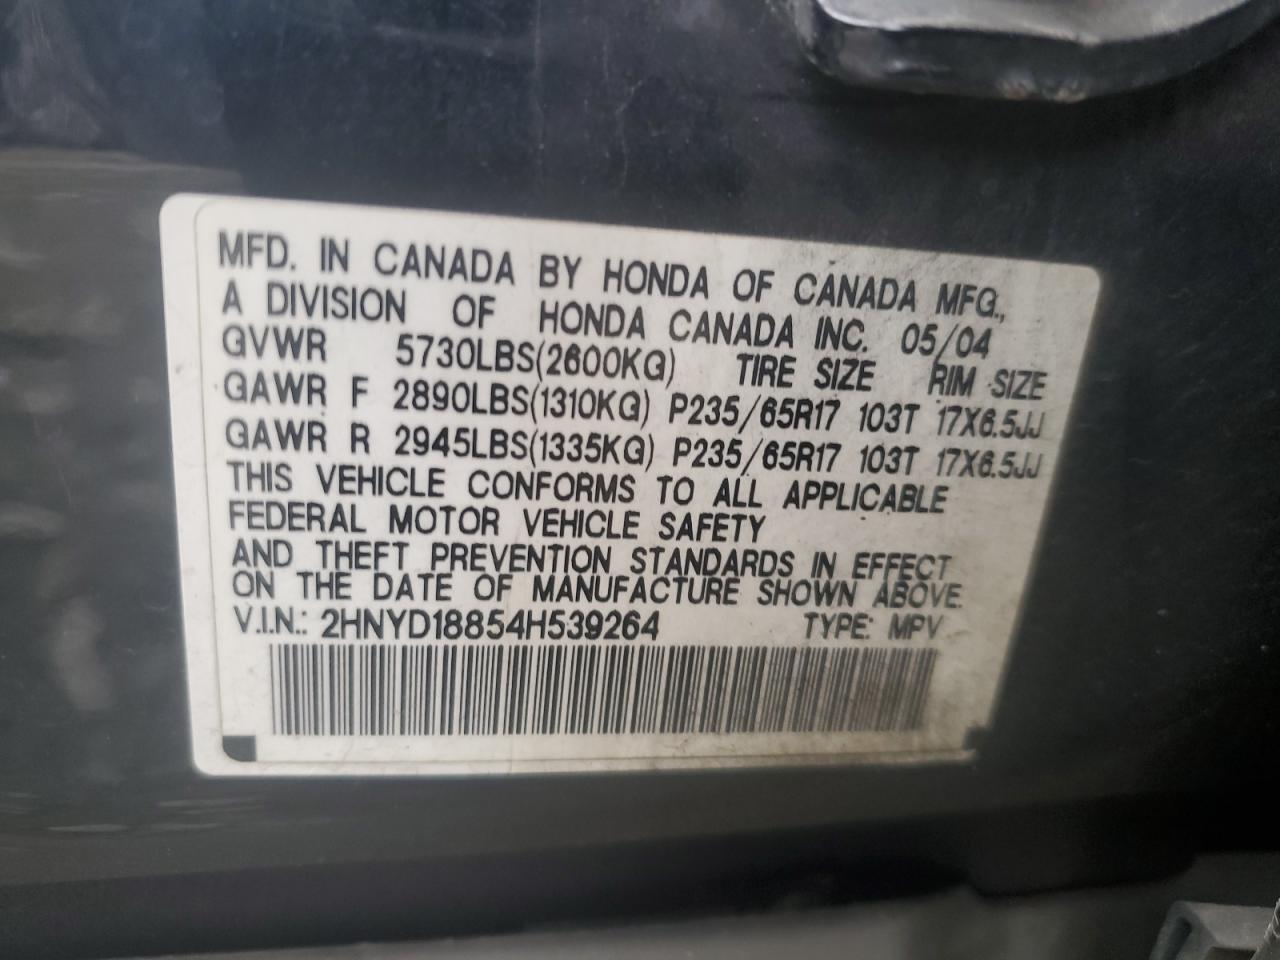 MFD. IN CANADA BY HONDA OF CANADA MFG.,
A DIVISION OF HONDA CANADA INC. 05/04
GVWR 5730LBS(2600KG) TIRE SIZE RIM SIZE
GAWR F 2890LBS(1310KG) P235/65R17 103T 17X6.5JJ
GAWR R 2945LBS(1335KG) P235/65R17 103T 17X6.5JJ
THIS VEHICLE CONFORMS TO ALL APPLICABLE
FEDERAL MOTOR VEHICLE SAFETY
AND THEFT PREVENTION STANDARDS IN EFFECT
ON THE DATE OF MANUFACTURE SHOWN ABOVE.
V.I.N.: 2HNYD18854H539264 TYPE: MPV